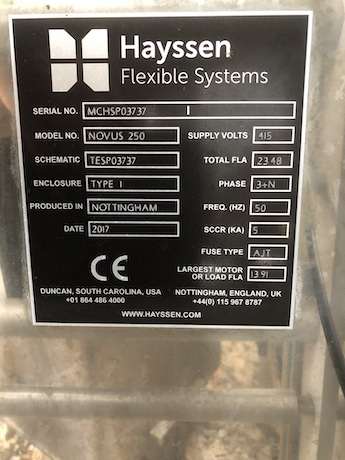 Hayssen
Flexible Systems
SERIAL NO. MCHSP03737
MODEL NO. NOVUS 250 SUPPLY VOLTS 415
SCHEMATIC TESP03737 TOTAL FLA 23.48
ENCLOSURE TYPE 1 PHASE 3+N
PRODUCED IN NOTTINGHAM FREQ. (HZ) 50
DATE 2017 SCCR (KA) 5
FUSE TYPE AJT
CE
LARGEST MOTOR
OR LOAD FLA 13.91
DUNCAN, SOUTH CAROLINA, USA NOTTINGHAM, ENGLAND, UK
+01 864 486 4000 +44(0) 115 967 8787
WWW.HAYSSEN.COM